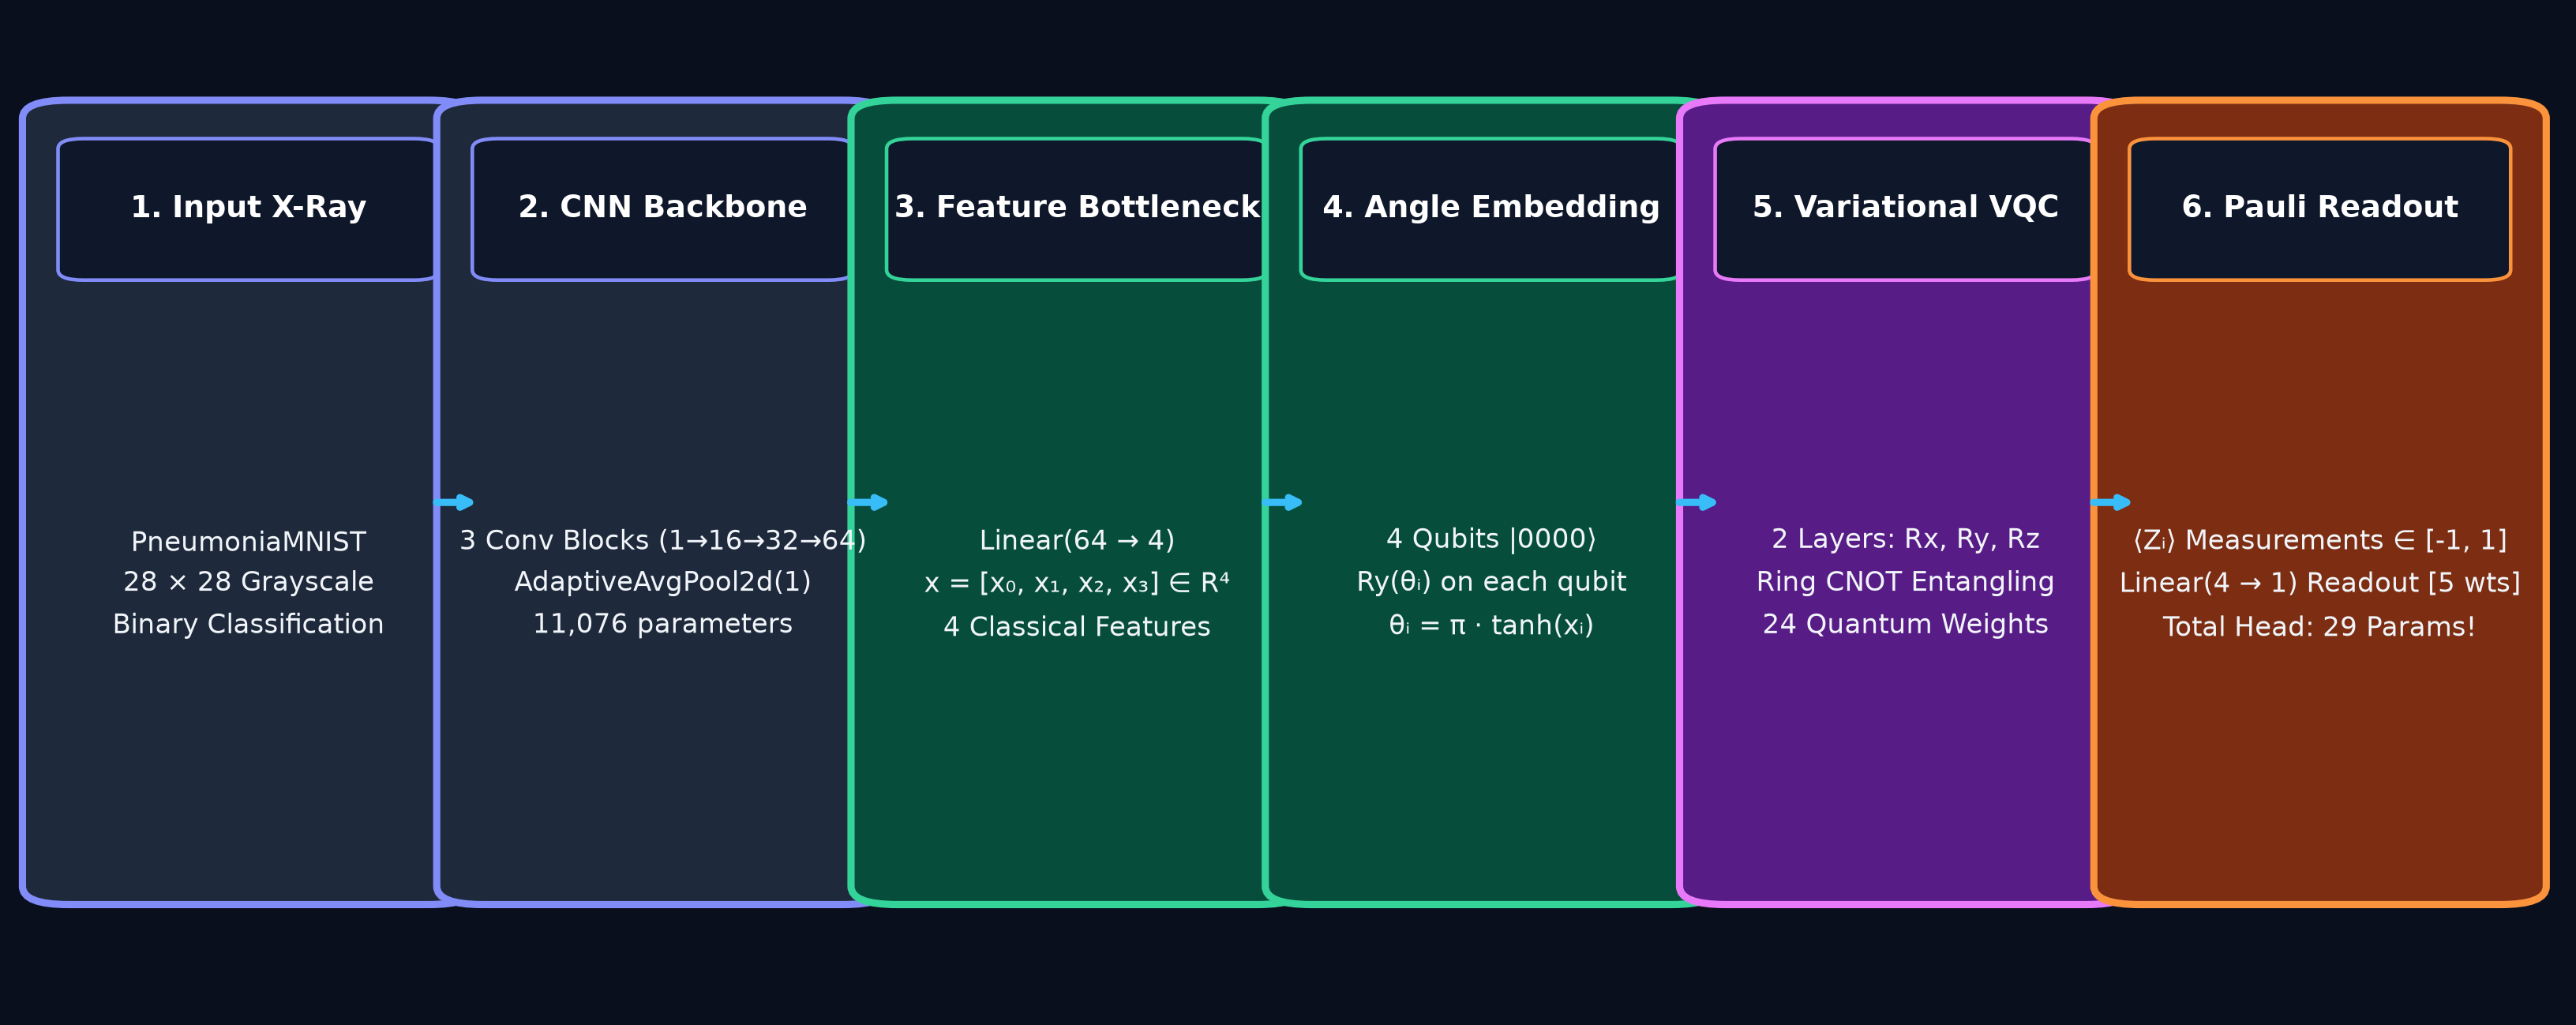 1. Input X-Ray
PneumoniaMNIST
28 × 28 Grayscale
Binary Classification
2. CNN Backbone
3 Conv Blocks (1→16→32→64)
AdaptiveAvgPool2d(1)
11,076 parameters
3. Feature Bottleneck
Linear(64 → 4)
x = [x₀, x₁, x₂, x₃] ∈ R⁴
4 Classical Features
4. Angle Embedding
4 Qubits |0000⟩
Ry(θᵢ) on each qubit
θᵢ = π · tanh(xᵢ)
5. Variational VQC
2 Layers: Rx, Ry, Rz
Ring CNOT Entangling
24 Quantum Weights
6. Pauli Readout
⟨Zᵢ⟩ Measurements ∈ [-1, 1]
Linear(4 → 1) Readout [5 wts]
Total Head: 29 Params!